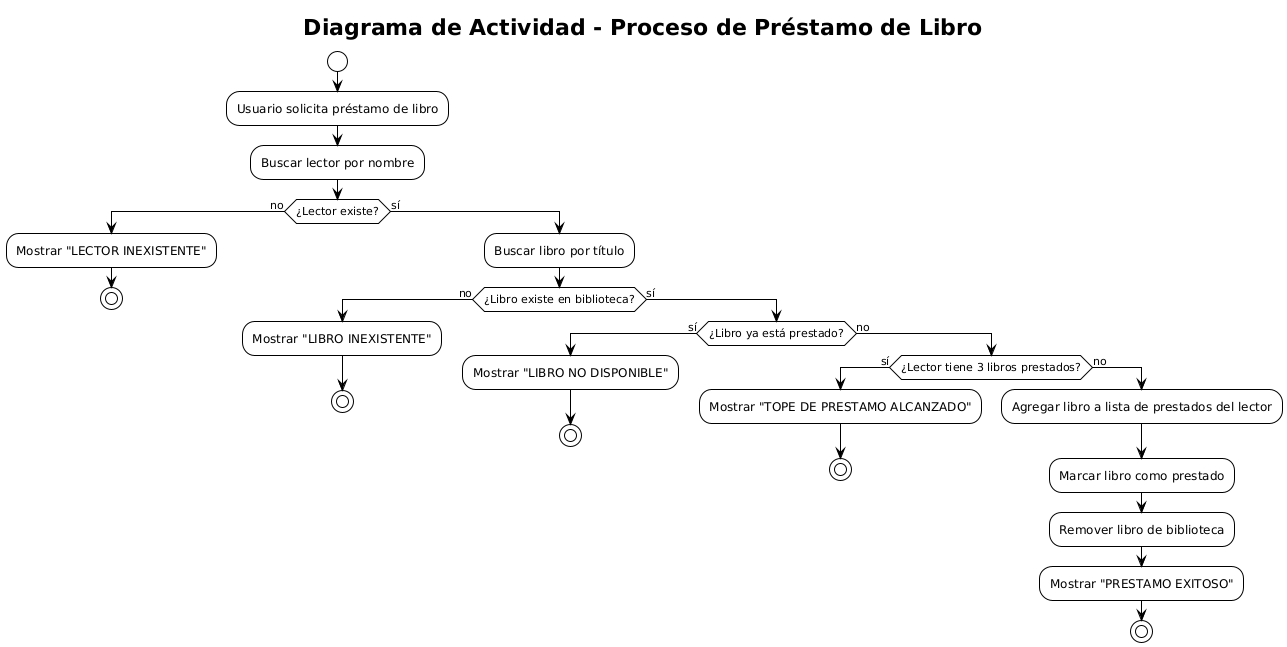 Diagrama de Actividad - Proceso de Préstamo de Libro
Usuario solicita préstamo de libro
Buscar lector por nombre
no
¿Lector existe?
sí
Mostrar "LECTOR INEXISTENTE"
Buscar libro por título
no
¿Libro existe en biblioteca?
sí
Mostrar "LIBRO INEXISTENTE"
sí
¿Libro ya está prestado?
no
Mostrar "LIBRO NO DISPONIBLE"
sí
¿Lector tiene 3 libros prestados?
no
Mostrar "TOPE DE PRESTAMO ALCANZADO"
Agregar libro a lista de prestados del lector
Marcar libro como prestado
Remover libro de biblioteca
Mostrar "PRESTAMO EXITOSO"